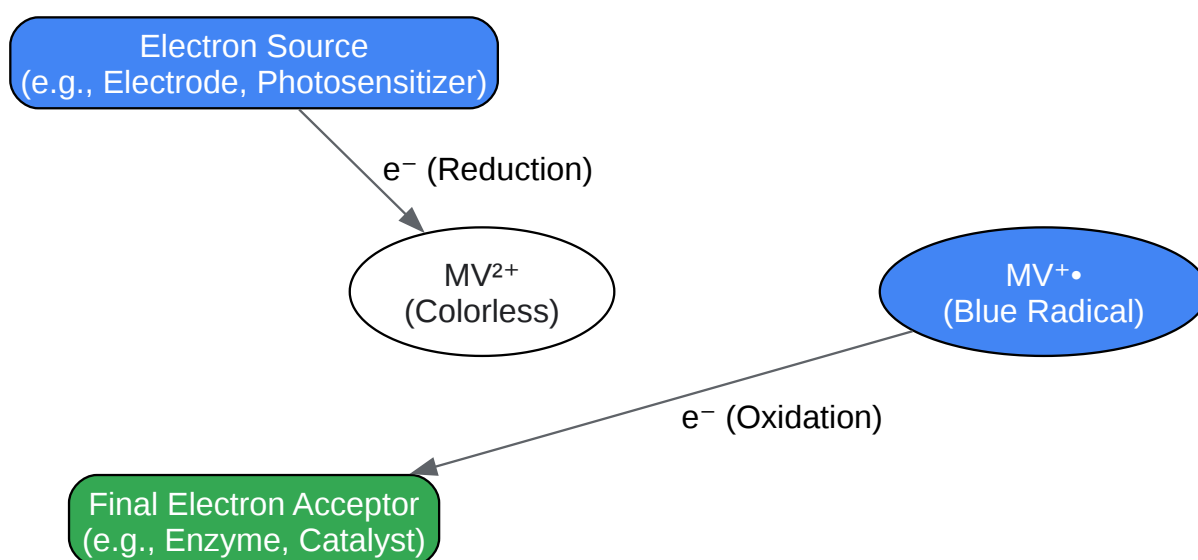 Electron Source
(e.g., Electrode, Photosensitizer)
e⁻ (Reduction)
MV²⁺
(Colorless)
MV⁺•
(Blue Radical)
e⁻ (Oxidation)
Final Electron Acceptor
(e.g., Enzyme, Catalyst)